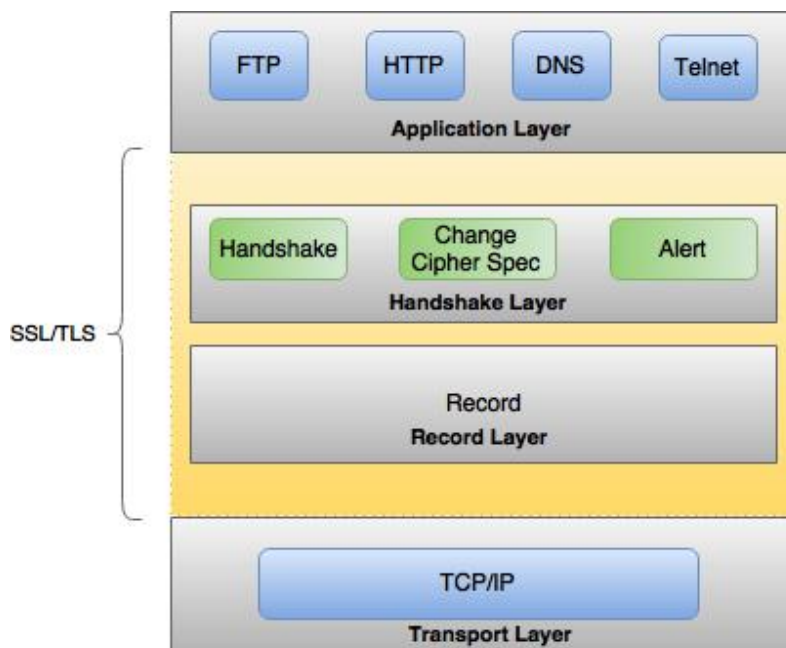 FTP
HTTP
DNS
Telnet
Application Layer
SSL/TLS
Handshake
Change
Cipher Spec
Alert
Handshake Layer
Record
Record Layer
TCP/IP
Transport Layer